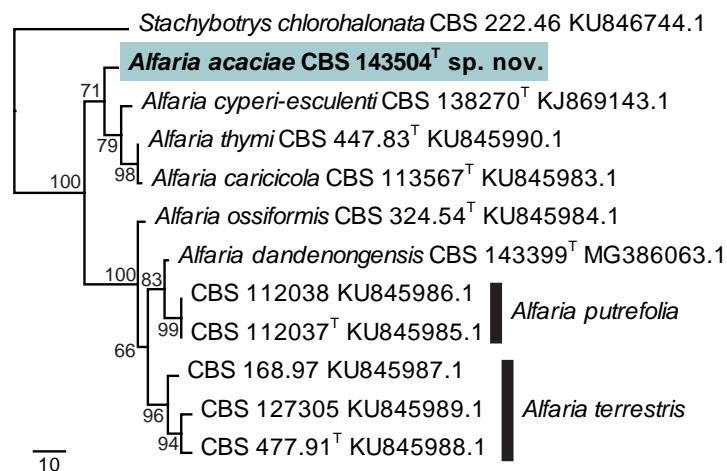 Stachybotrys chlorohalonata CBS 222.46 KU846744.1
Alfaria acaciae CBS 143504T sp. nov.
71
Alfaria cyperi-esculenti CBS 138270T KJ869143.1
79
Alfaria thymi CBS 447.83T KU845990.1
98
Alfaria caricicola CBS 113567T KU845983.1
100
Alfaria ossiformis CBS 324.54T KU845984.1
Alfaria dandenongensis CBS 143399T MG386063.1
100
83
CBS 112038 KU845986.1
Alfaria putrefolia
99
CBS 112037T KU845985.1
66
CBS 168.97 KU845987.1
96
CBS 127305 KU845989.1
Alfaria terrestris
94
CBS 477.91T KU845988.1
10